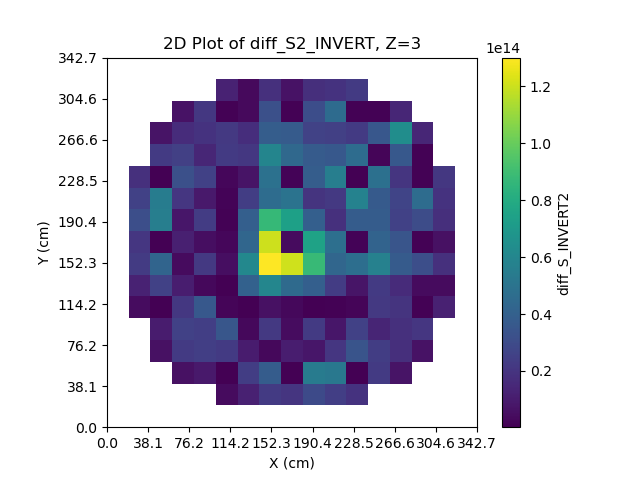 2D Plot of diff_S2_INVERT, Z=3
1e14
342.7
304.6
266.6
228.5
190.4
152.3
114.2
76.2
38.1
0.0
Y (cm)
0.0 38.1 76.2 114.2 152.3 190.4 228.5 266.6 304.6 342.7
X (cm)
1.2
1.0
0.8
0.6
0.4
0.2
diff_S_INVERT2